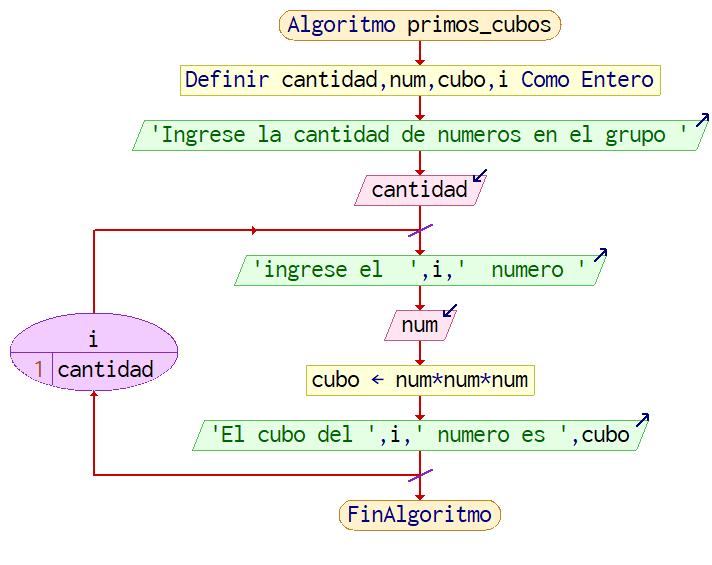 Algoritmo primos_cubos
Definir cantidad,num,cubo,i Como Entero
'Ingrese la cantidad de numeros en el grupo '
cantidad
'ingrese el  ',i,'  numero '
num
i
1 cantidad
cubo ← num*num*num
'El cubo del ',i,' numero es ',cubo
FinAlgoritmo